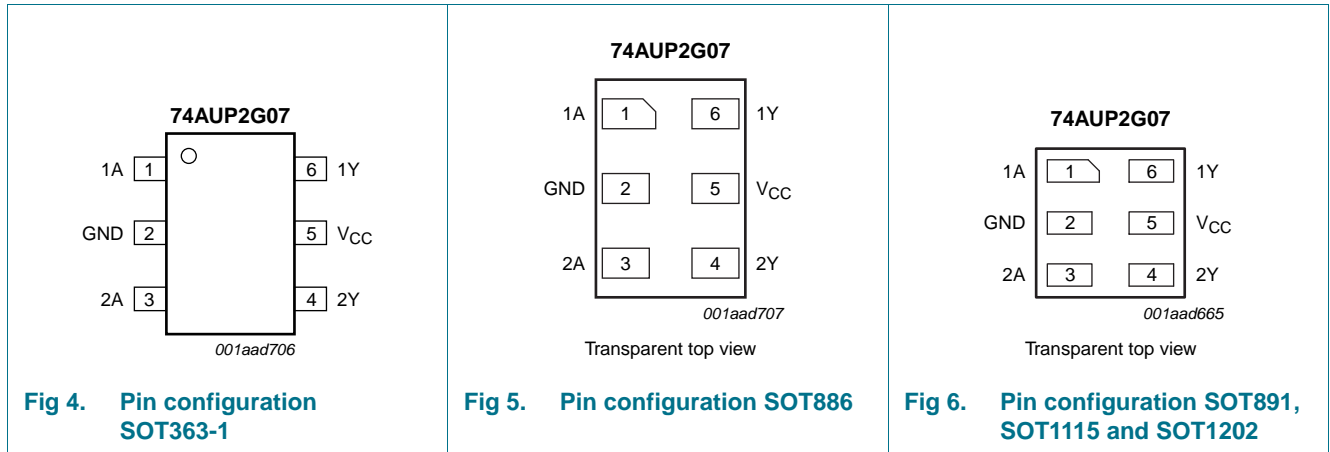 74AUP2G07
1A 1 6 1Y
GND 2 5 VCC
2A 3 4 2Y
001aad706
Fig 4. Pin configuration
SOT363-1
74AUP2G07
1A 1 6 1Y
GND 2 5 VCC
2A 3 4 2Y
001aad707
Transparent top view
Fig 5. Pin configuration SOT886
74AUP2G07
1A 1 6 1Y
GND 2 5 VCC
2A 3 4 2Y
001aad665
Transparent top view
Fig 6. Pin configuration SOT891,
SOT1115 and SOT1202